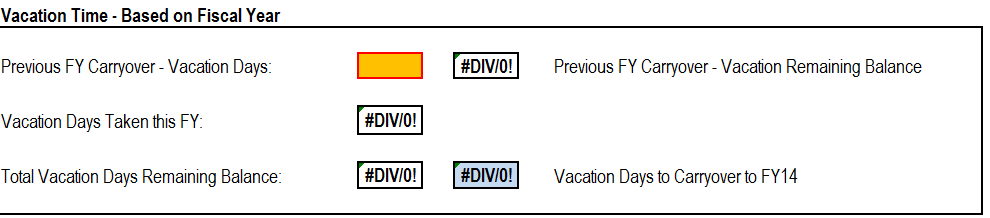 Vacation Time - Based on Fiscal Year
Previous FY Carryover - Vacation Days: #DIV/0! Previous FY Carryover - Vacation Remaining Balance
Vacation Days Taken this FY: #DIV/0!
Total Vacation Days Remaining Balance: #DIV/0! #DIV/0! Vacation Days to Carryover to FY14